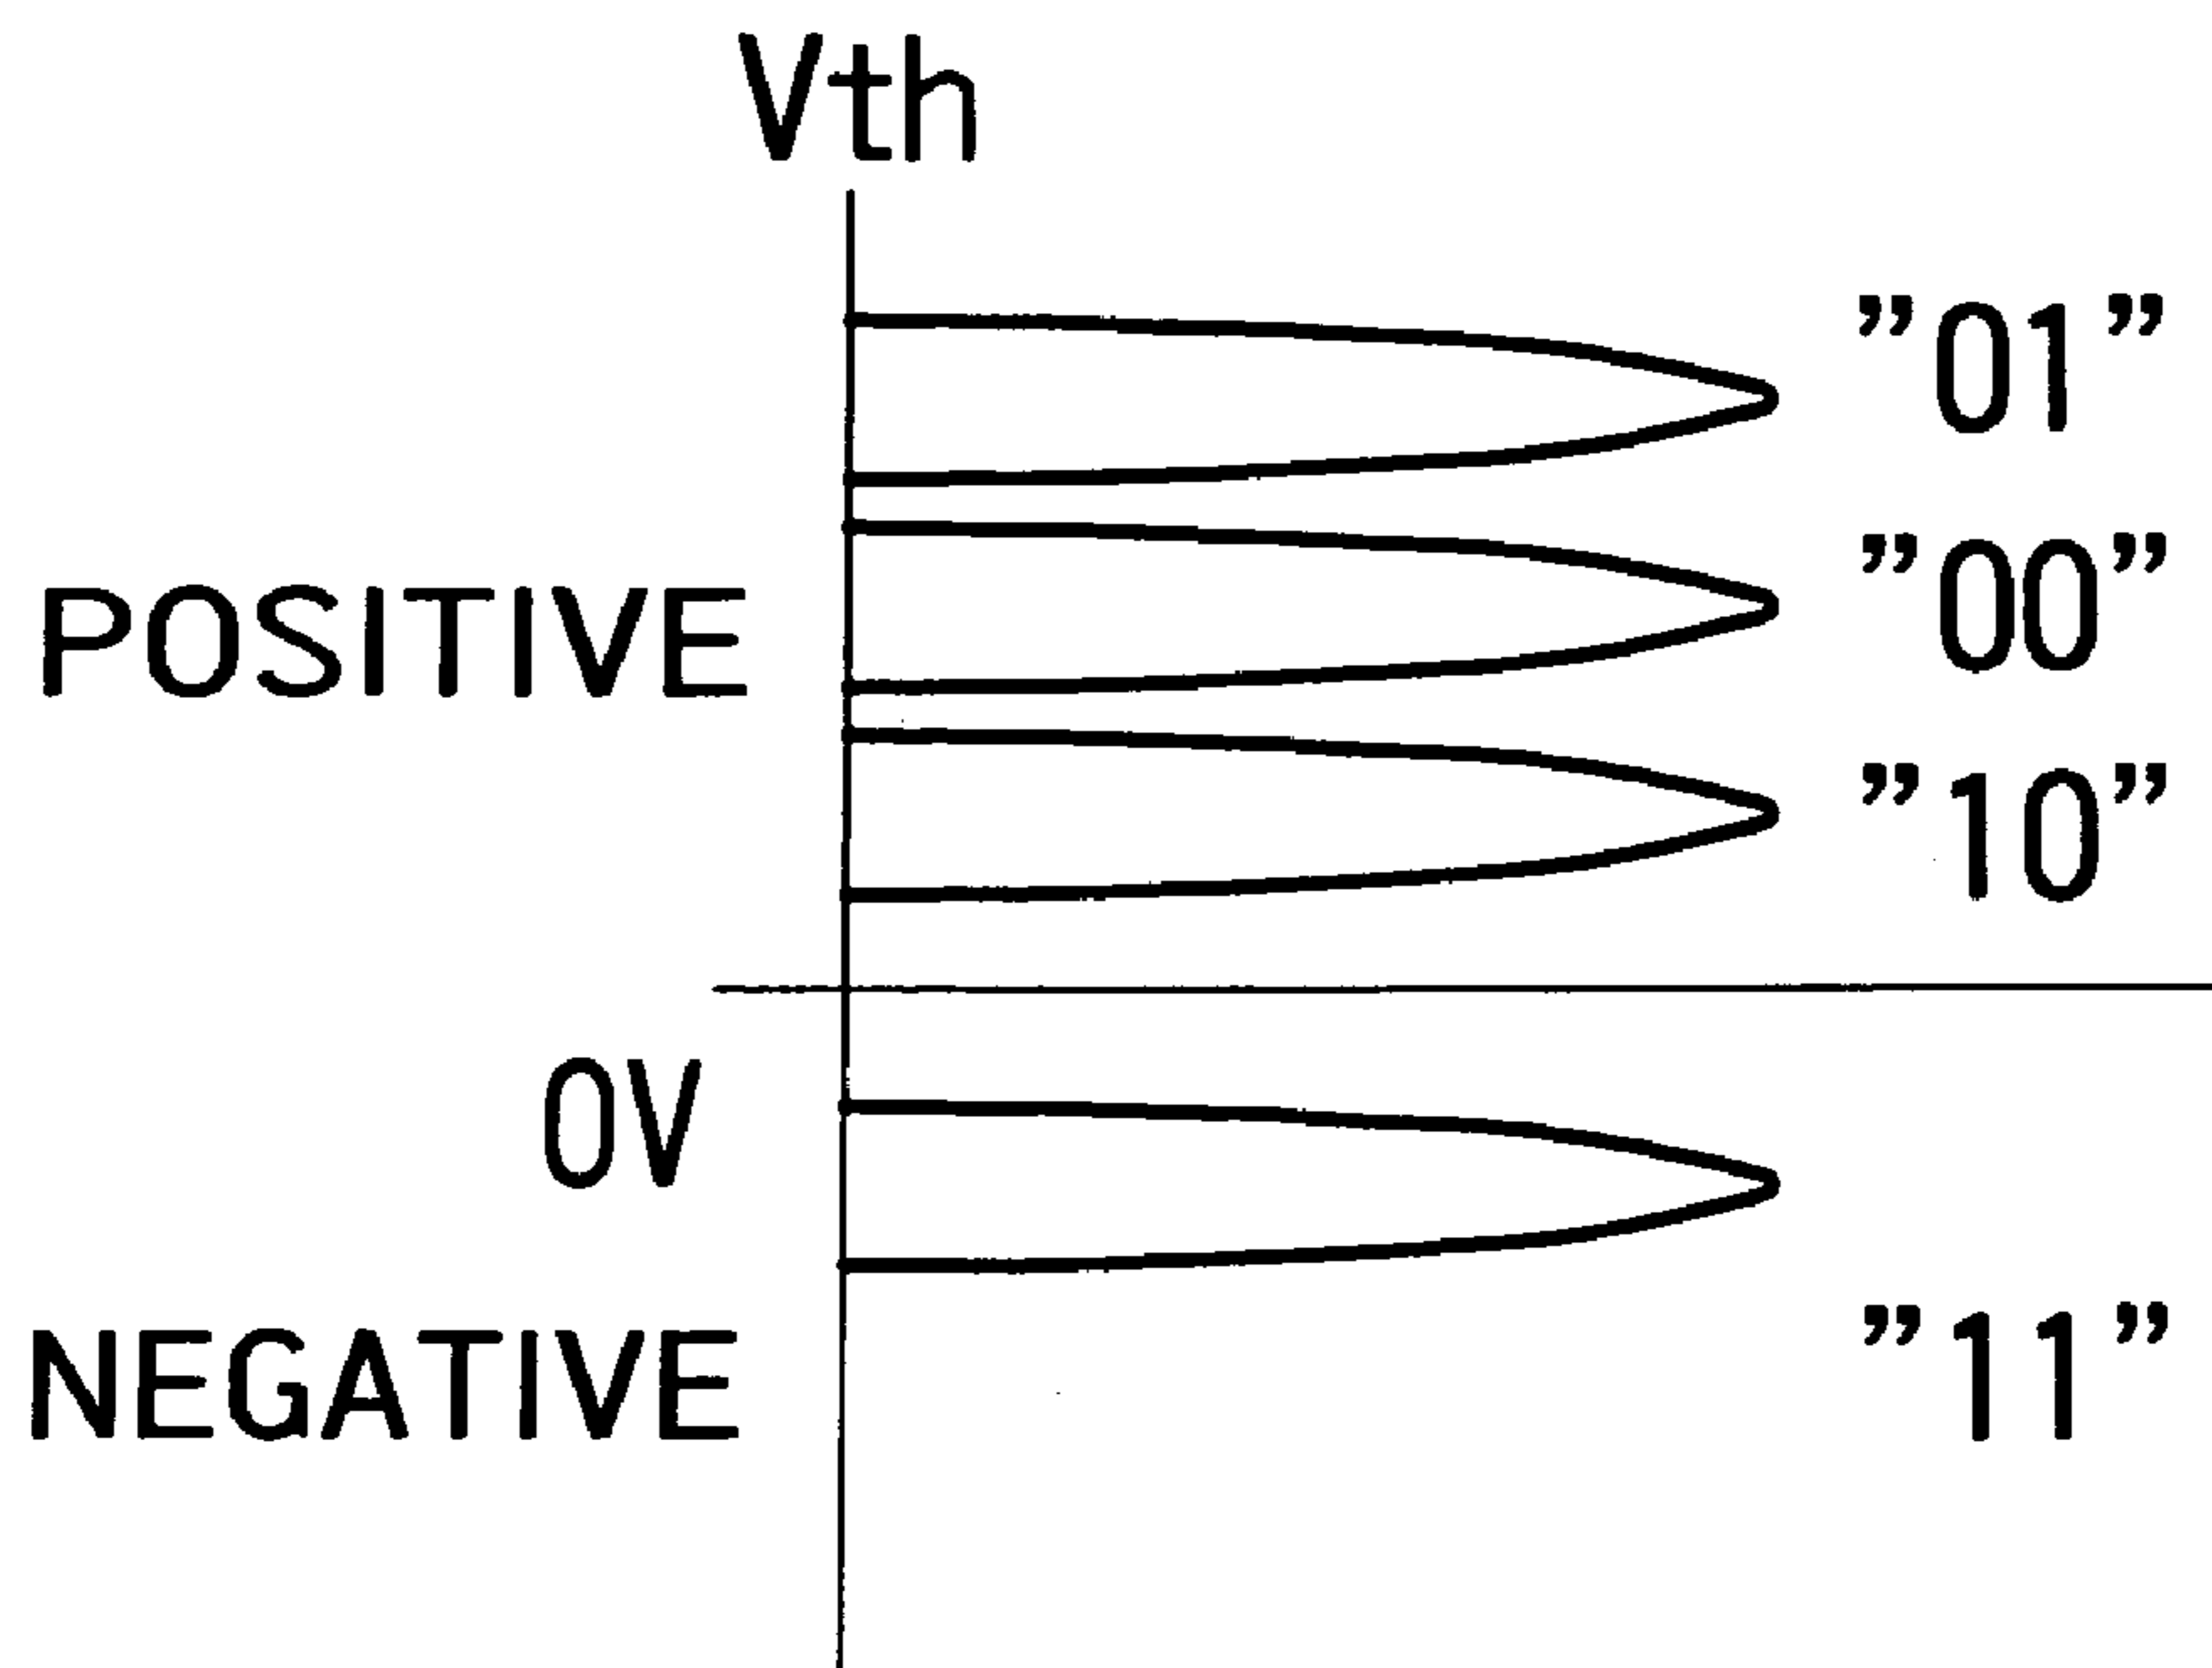 Vth
”01”
”00”
POSITIVE
”10”
0V
NEGATIVE
”11”